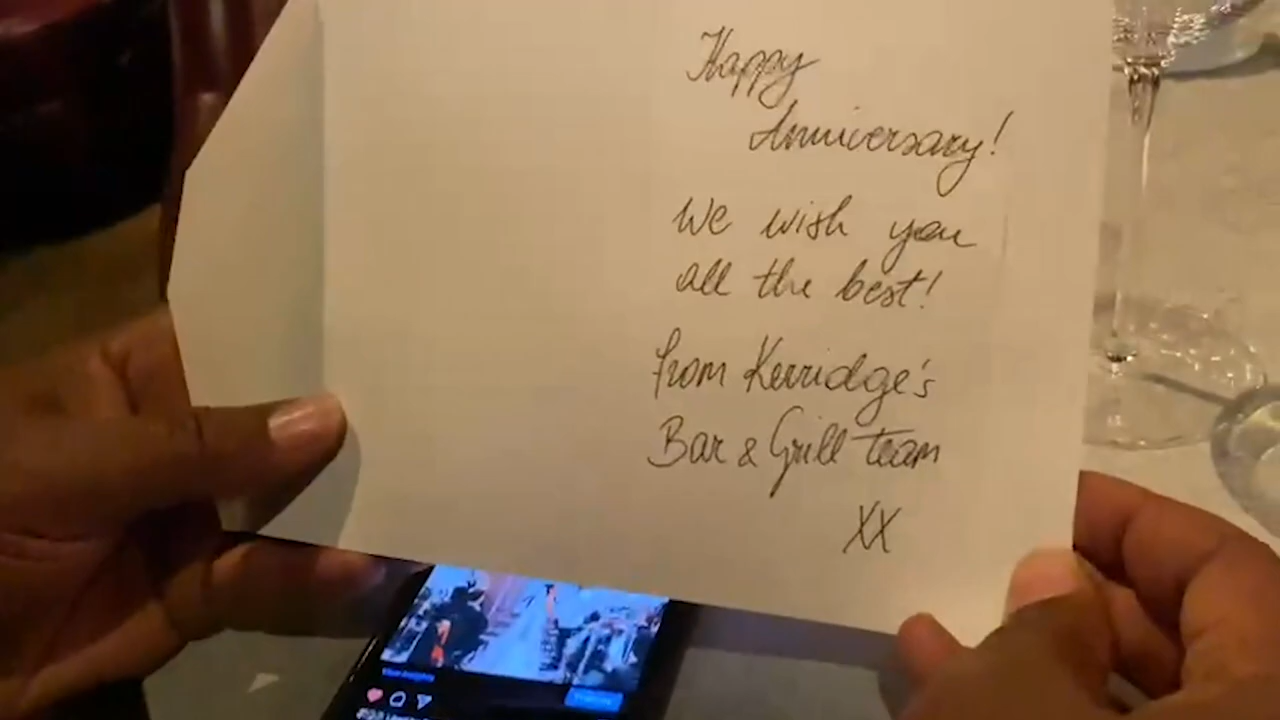 Happy
Anniversary!
We wish you
all the best!
from Kerridge's
Bar & Grill team
XX